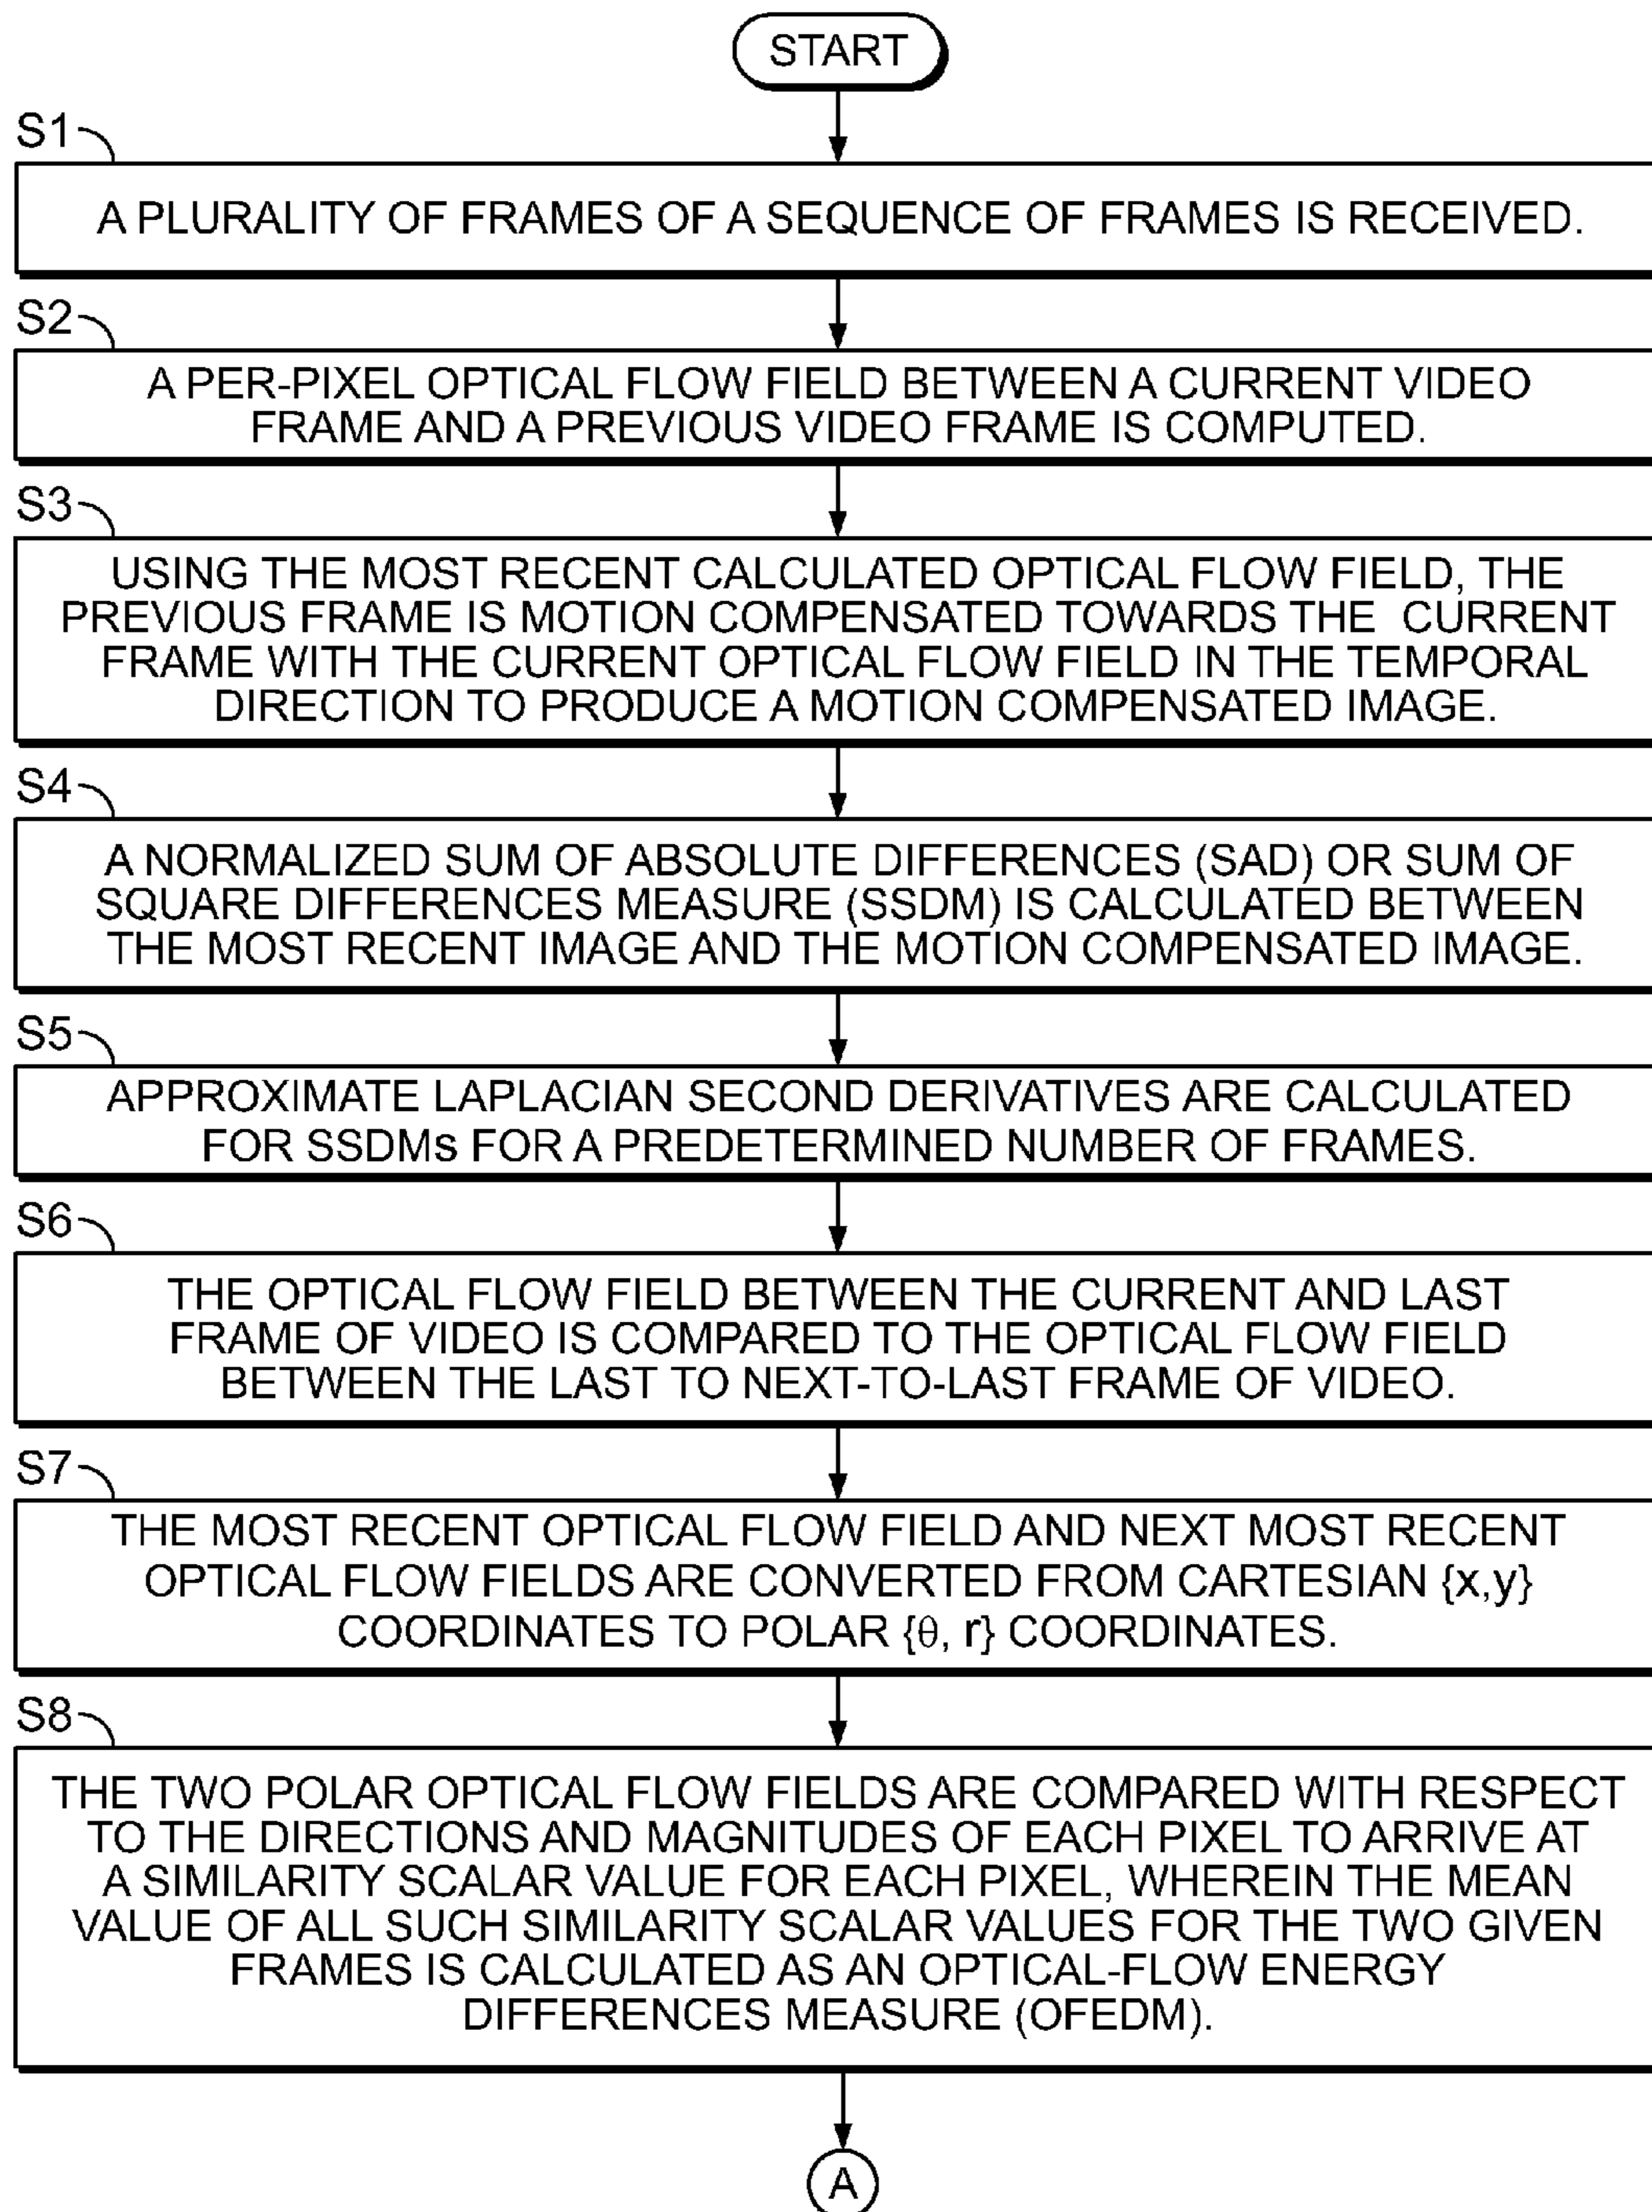 START
S1
A PLURALITY OF FRAMES OF A SEQUENCE OF FRAMES IS RECEIVED.
S2
A PER-PIXEL OPTICAL FLOW FIELD BETWEEN A CURRENT VIDEO
FRAME AND A PREVIOUS VIDEO FRAME IS COMPUTED.
S3
USING THE MOST RECENT CALCULATED OPTICAL FLOW FIELD, THE
PREVIOUS FRAME IS MOTION COMPENSATED TOWARDS THE CURRENT
FRAME WITH THE CURRENT OPTICAL FLOW FIELD IN THE TEMPORAL
DIRECTION TO PRODUCE A MOTION COMPENSATED IMAGE.
S4
A NORMALIZED SUM OF ABSOLUTE DIFFERENCES (SAD) OR SUM OF
SQUARE DIFFERENCES MEASURE (SSDM) IS CALCULATED BETWEEN
THE MOST RECENT IMAGE AND THE MOTION COMPENSATED IMAGE.
S5
APPROXIMATE LAPLACIAN SECOND DERIVATIVES ARE CALCULATED
FOR SSDMs FOR A PREDETERMINED NUMBER OF FRAMES.
S6
THE OPTICAL FLOW FIELD BETWEEN THE CURRENT AND LAST
FRAME OF VIDEO IS COMPARED TO THE OPTICAL FLOW FIELD
BETWEEN THE LAST TO NEXT-TO-LAST FRAME OF VIDEO.
S7
THE MOST RECENT OPTICAL FLOW FIELD AND NEXT MOST RECENT
OPTICAL FLOW FIELDS ARE CONVERTED FROM CARTESIAN {x,y}
COORDINATES TO POLAR {θ, r} COORDINATES.
S8
THE TWO POLAR OPTICAL FLOW FIELDS ARE COMPARED WITH RESPECT
TO THE DIRECTIONS AND MAGNITUDES OF EACH PIXEL TO ARRIVE AT
A SIMILARITY SCALAR VALUE FOR EACH PIXEL, WHEREIN THE MEAN
VALUE OF ALL SUCH SIMILARITY SCALAR VALUES FOR THE TWO GIVEN
FRAMES IS CALCULATED AS AN OPTICAL-FLOW ENERGY
DIFFERENCES MEASURE (OFEDM).
A